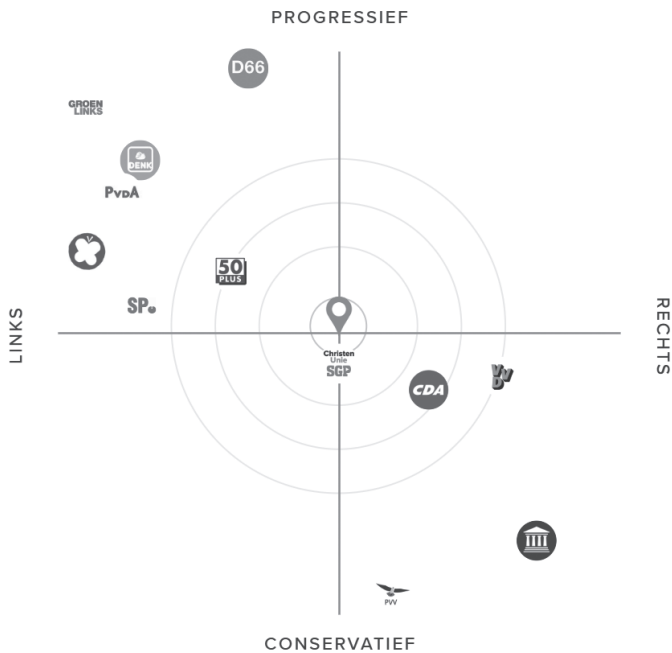 PROGRESSIEF
D66
GROEN
LINKS
DENK
PvdA
50
PLUS
SP
LINKS
RECHTS
Christen
Unie
SGP
CDA
VVD
PVV
CONSERVATIEF